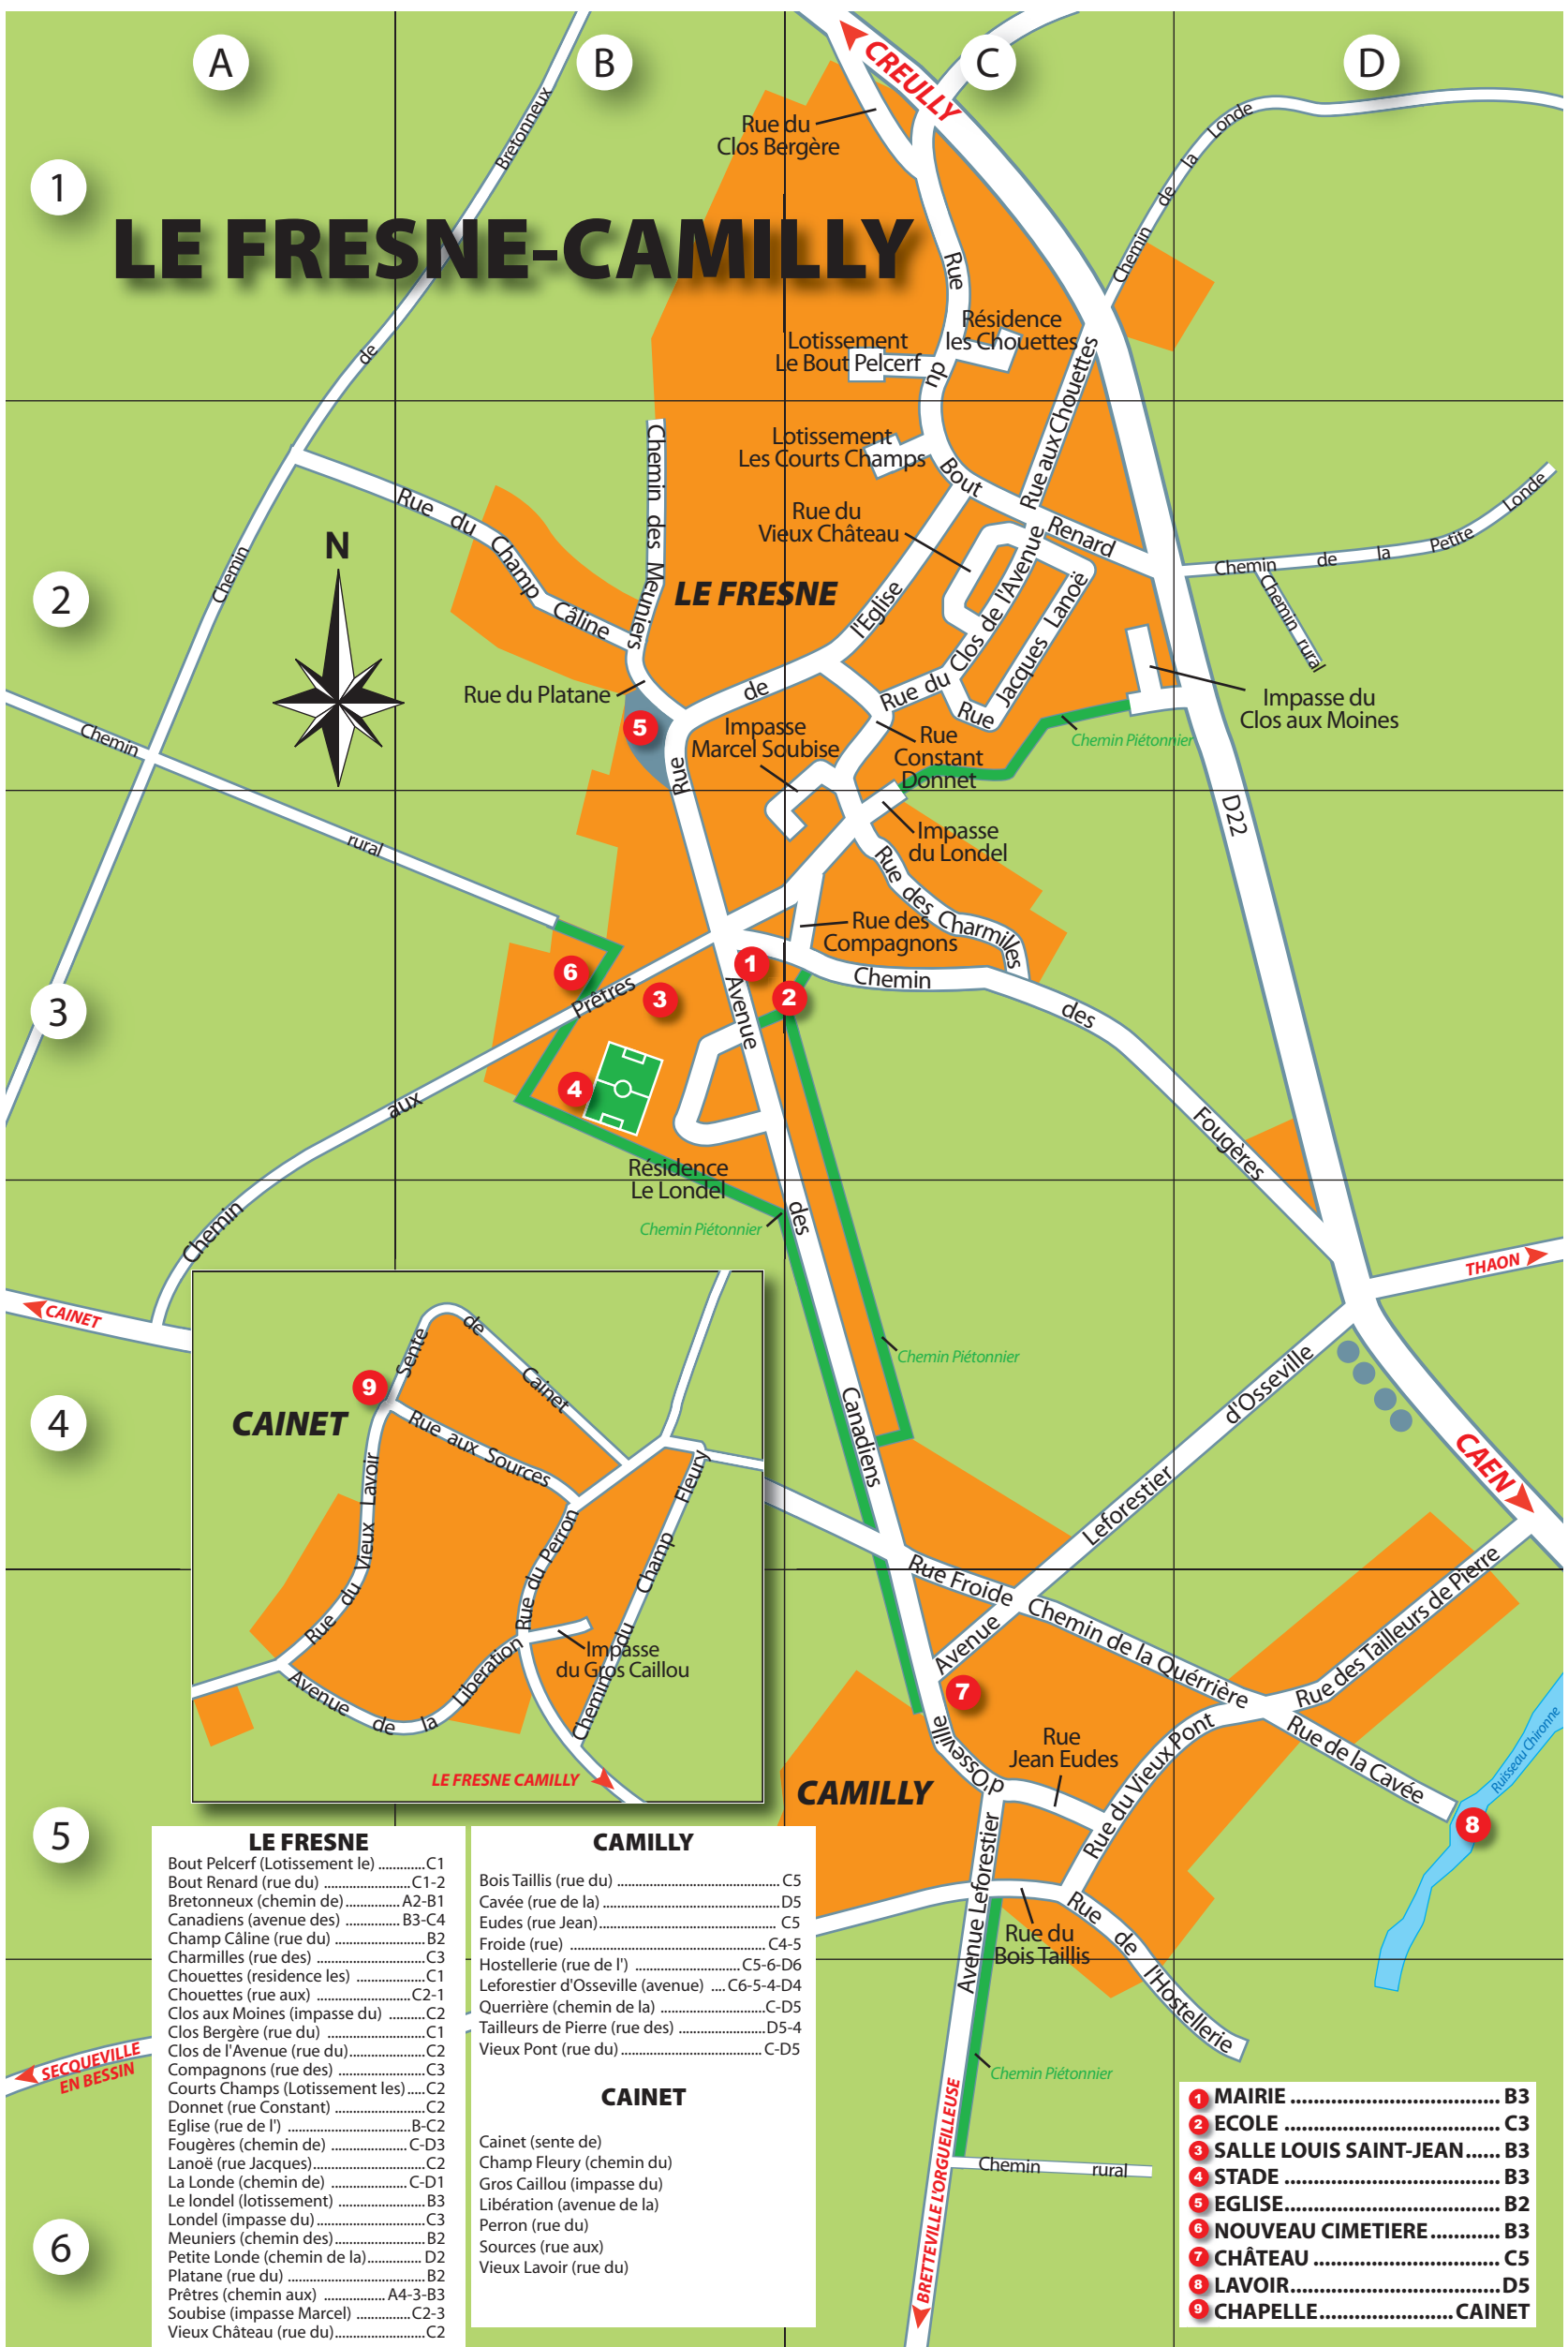 A
B
C
D
1
2
3
4
5
6
LE FRESNE-CAMILLY
CREULLY
Rue du
Clos Bergère
Chemin de Bretonneux
Chemin de la Londe
Rue du Bout Renard
Résidence
les Chouettes
Lotissement
Le Bout Pelcerf
Rue aux Chouettes
Lotissement
Les Courts Champs
Chemin des Meuniers
Rue du Champ Câline
Rue du
Vieux Château
N
LE FRESNE
Chemin de la Petite Londe
Chemin rural
Rue de l'Eglise
Rue du Clos de l'Avenue
Rue Jacques Lanoë
Rue du Platane
5
Impasse
Marcel Soubise
Rue
Constant
Donnet
Chemin Piétonnier
Impasse du
Clos aux Moines
Chemin rural
D22
Impasse
du Londel
Rue des Charmilles
Rue des
Compagnons
1
2
3
4
6
Chemin aux Prêtres
Chemin des Fougères
Avenue des Canadiens
Résidence
Le Londel
Chemin Piétonnier
Chemin Piétonnier
CAINET
THAON
CAEN
9
CAINET
Sente de Cainet
Rue aux Sources
Rue du Vieux Lavoir
Rue du Perron
Chemin du Champ Fleury
Impasse
du Gros Caillou
Avenue de la Liberation
LE FRESNE CAMILLY
Avenue Leforestier d'Osseville
Rue Froide
Chemin de la Quérrière
Rue des Tailleurs de Pierre
7
Rue
Jean Eudes
CAMILLY
Rue du Vieux Pont
Rue de la Cavée
Ruisseau Chironne
8
d'Osseville
Avenue Leforestier
Rue du
Bois Taillis
Rue de l'Hostellerie
Chemin Piétonnier
Chemin rural
BRETTEVILLE L'ORGUEILLEUSE
SECQUEVILLE
EN BESSIN
LE FRESNE
Bout Pelcerf (Lotissement le) ............C1
Bout Renard (rue du) ......................C1-2
Bretonneux (chemin de)..............A2-B1
Canadiens (avenue des) ..............B3-C4
Champ Câline (rue du) ........................B2
Charmilles (rue des) .............................C3
Chouettes (residence les) .................C1
Chouettes (rue aux) .....................C2-1
Clos aux Moines (impasse du) .........C2
Clos Bergère (rue du) .........................C1
Clos de l'Avenue (rue du)...................C2
Compagnons (rue des) .......................C3
Courts Champs (Lotissement les).....C2
Donnet (rue Constant) .......................C2
Eglise (rue de l') ...............................B-C2
Fougères (chemin de) ...................C-D3
Lanoë (rue Jacques)............................C2
La Londe (chemin de) ...................C-D1
Le londel (lotissement) ......................B3
Londel (impasse du)............................C3
Meuniers (chemin des).......................B2
Petite Londe (chemin de la).............. D2
Platane (rue du) ...................................B2
Prêtres (chemin aux) ................ A4-3-B3
Soubise (impasse Marcel) ..............C2-3
Vieux Château (rue du).......................C2
CAMILLY
Bois Taillis (rue du) ........................................ C5
Cavée (rue de la)............................................D5
Eudes (rue Jean)............................................ C5
Froide (rue) ................................................ C4-5
Hostellerie (rue de l') ..........................C5-6-D6
Leforestier d'Osseville (avenue) ....C6-5-4-D4
Querrière (chemin de la) ..........................C-D5
Tailleurs de Pierre (rue des) ......................D5-4
Vieux Pont (rue du)................................... C-D5
CAINET
Cainet (sente de)
Champ Fleury (chemin du)
Gros Caillou (impasse du)
Libération (avenue de la)
Perron (rue du)
Sources (rue aux)
Vieux Lavoir (rue du)
1 MAIRIE .................................... B3
2 ECOLE ..................................... C3
3 SALLE LOUIS SAINT-JEAN...... B3
4 STADE ..................................... B3
5 EGLISE..................................... B2
6 NOUVEAU CIMETIERE............ B3
7 CHÂTEAU ................................ C5
8 LAVOIR....................................D5
9 CHAPELLE.......................CAINET